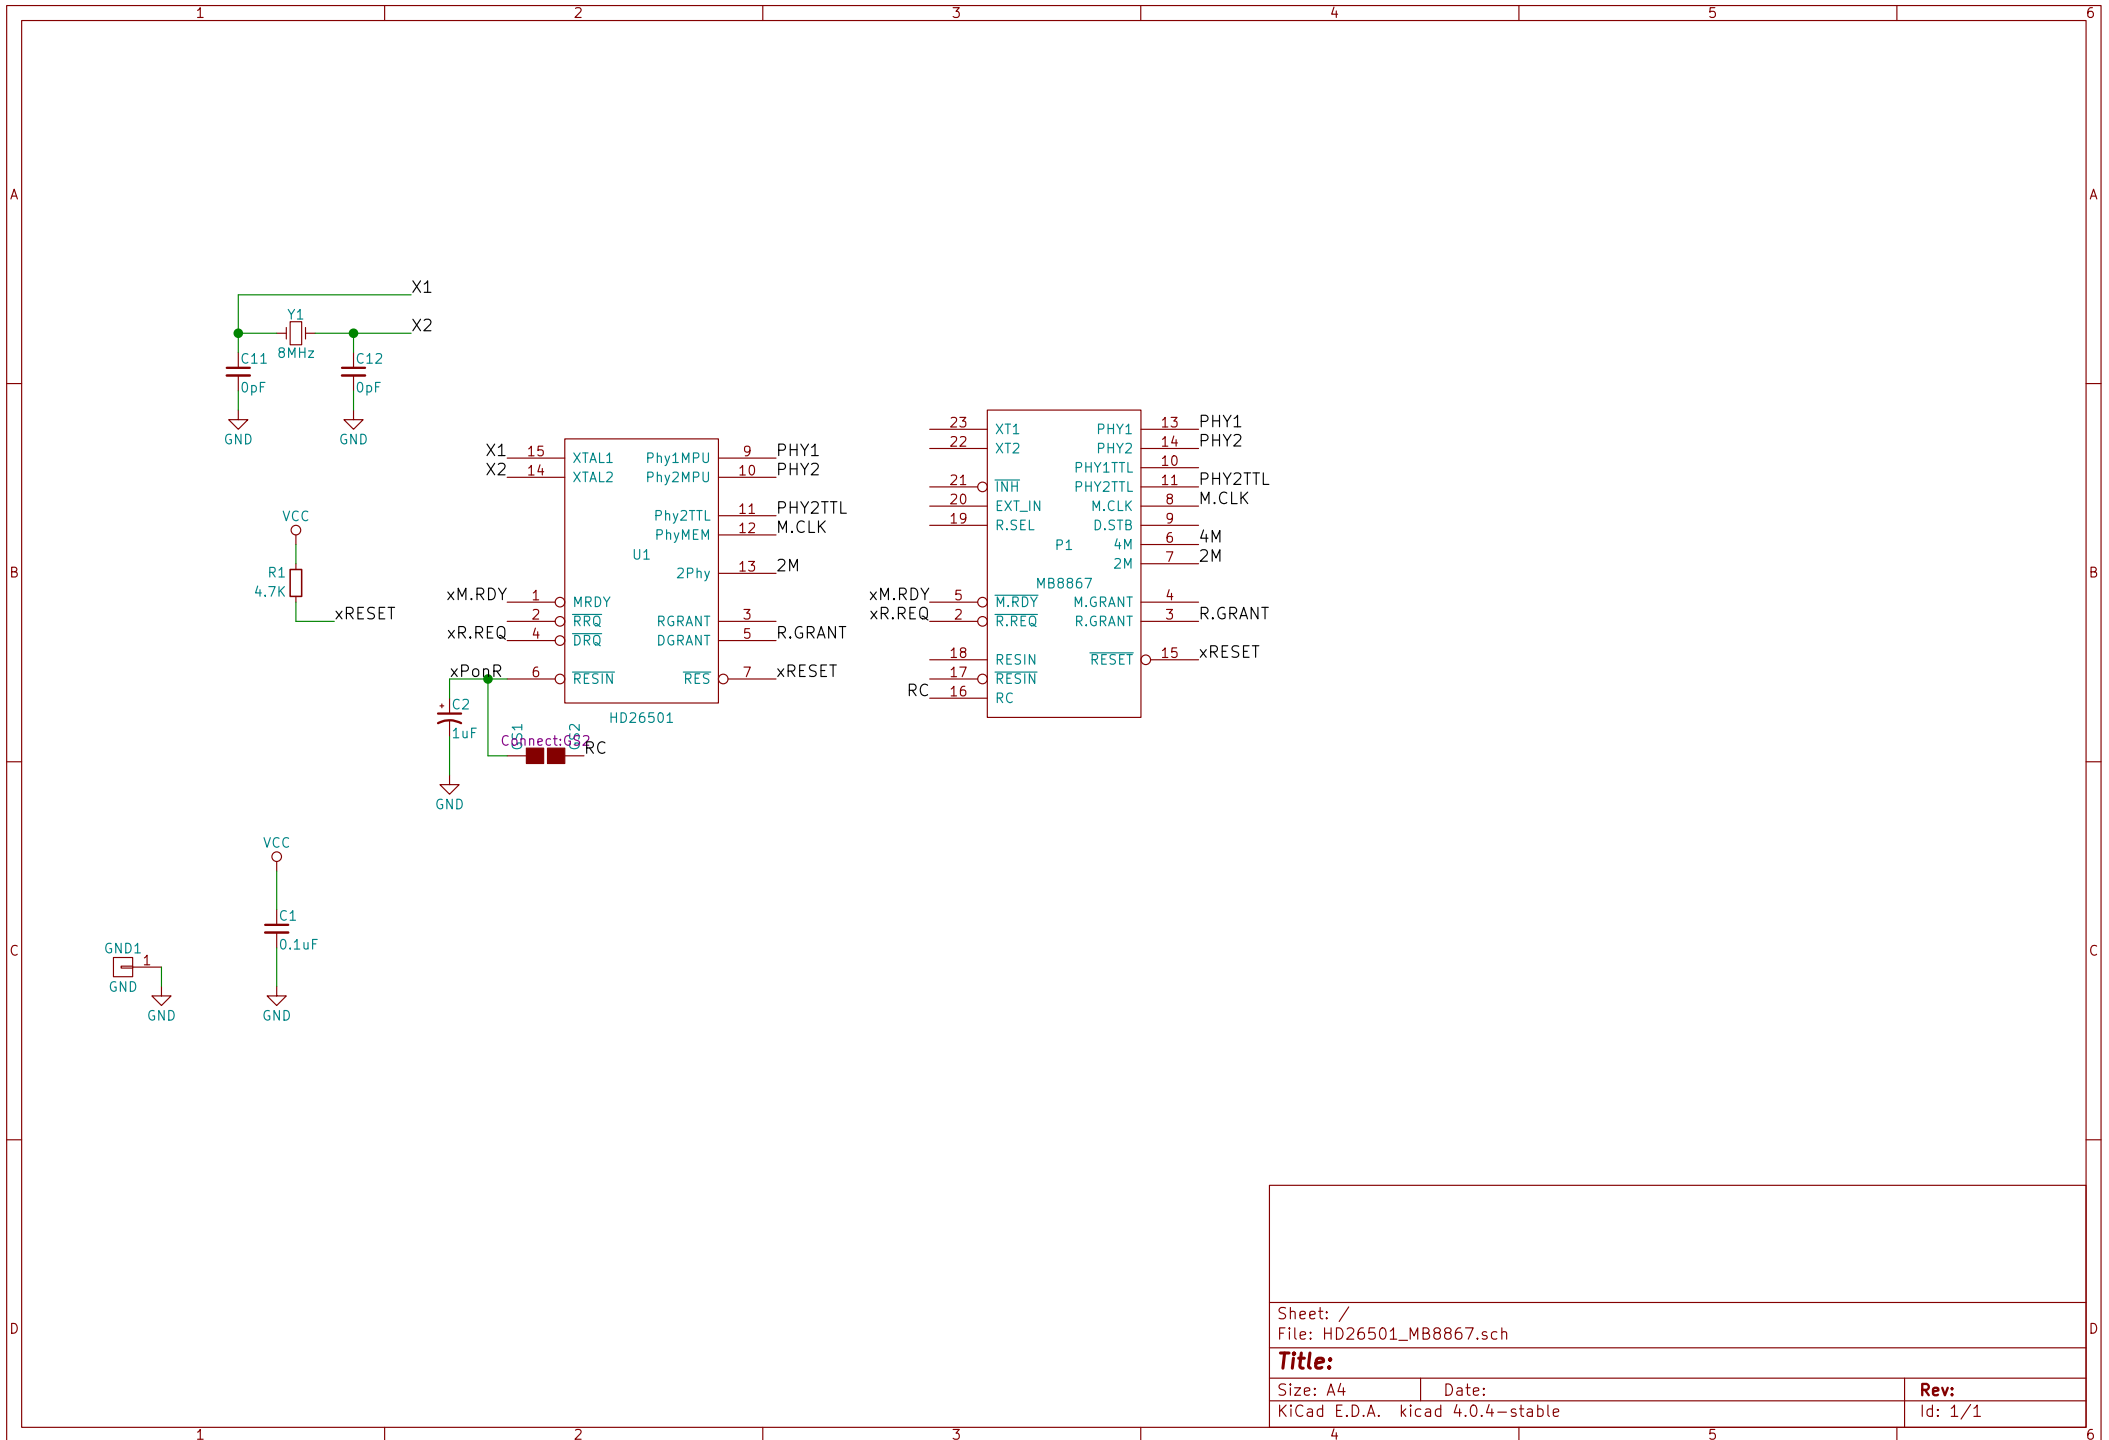 1 2 3 4 5 6
A A
X1
X2
Y1
8MHz
C11
0pF
C12
0pF
GND
GND
VCC
R1
4.7K
xRESET
B B
X1 15 XTAL1 Phy1MPU 9 PHY1
X2 14 XTAL2 Phy2MPU 10 PHY2
Phy2TTL 11 PHY2TTL
PhyMEM 12 M.CLK
U1
2Phy 13 2M
xM.RDY 1 MRDY
2 RRQ RGRANT 3
xR.REQ 4 DRQ DGRANT 5 R.GRANT
xPonR 6 RESIN RES 7 xRESET
HD26501
C2
1uF
GS1 GS2
Connect:GS2
RC
GND
23 XT1 PHY1 13 PHY1
22 XT2 PHY2 14 PHY2
PHY1TTL 10
21 INH PHY2TTL 11 PHY2TTL
20 EXT_IN M.CLK 8 M.CLK
19 R.SEL D.STB 9
P1 4M 6 4M
2M 7 2M
MB8867
xM.RDY 5 M.RDY M.GRANT 4
xR.REQ 2 R.REQ R.GRANT 3 R.GRANT
18 RESIN RESET 15 xRESET
17 RESIN
RC 16 RC
VCC
C1
0.1uF
GND
C C
GND1
1
GND
GND
D D
Sheet: /
File: HD26501_MB8867.sch
Title:
Size: A4 Date: Rev:
KiCad E.D.A. kicad 4.0.4-stable Id: 1/1
1 2 3 4 5 6